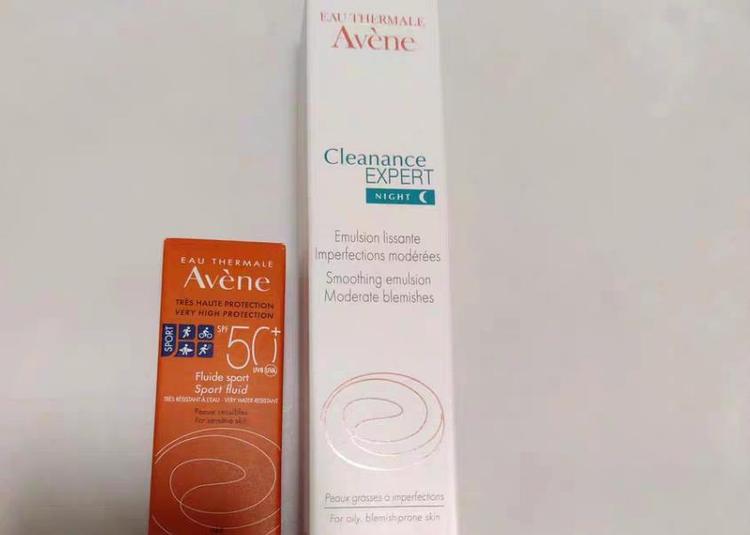 EAU THERMALE
Avène
TRÈS HAUTE PROTECTION
VERY HIGH PROTECTION
SPORT
SPF 50+
UVB UVA
Fluide sport
Sport fluid
TRÈS RÉSISTANT À L'EAU - VERY WATER RESISTANT
Peaux sensibles
For sensitive skin
EAU THERMALE
Avène
Cleanance
EXPERT
NIGHT
Emulsion lissante
Imperfections modérées
Smoothing emulsion
Moderate blemishes
Peaux grasses à imperfections
For oily, blemish-prone skin